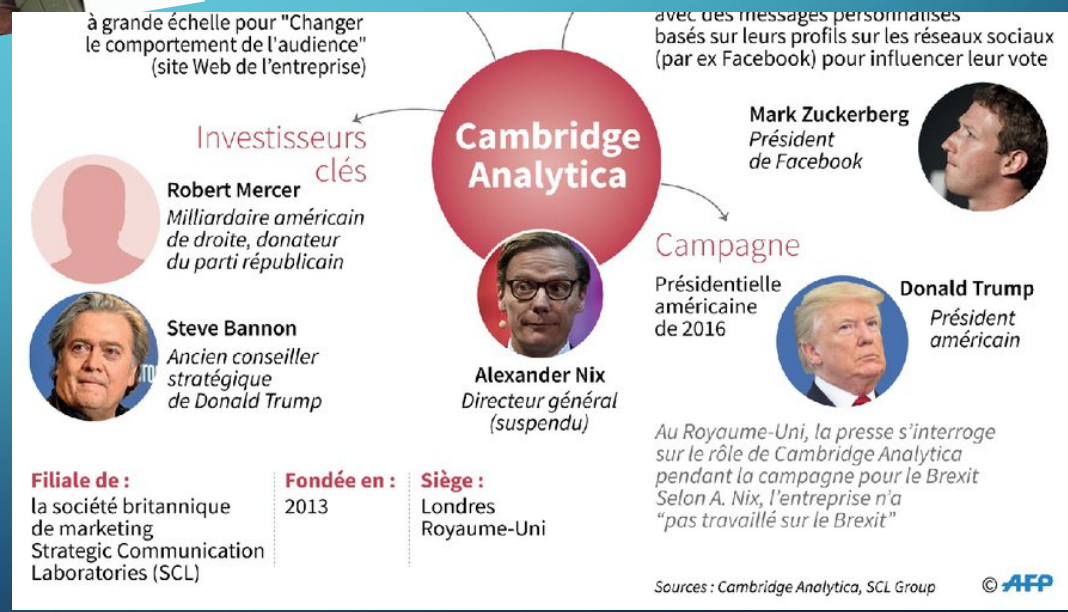 à grande échelle pour "Changer
le comportement de l'audience"
(site Web de l’entreprise)
avec des messages personnalisés
basés sur leurs profils sur les réseaux sociaux
(par ex Facebook) pour influencer leur vote
Cambridge
Analytica
Investisseurs
clés
Robert Mercer
Milliardaire américain
de droite, donateur
du parti républicain
Steve Bannon
Ancien conseiller
stratégique
de Donald Trump
Alexander Nix
Directeur général
(suspendu)
Mark Zuckerberg
Président
de Facebook
Campagne
Présidentielle
américaine
de 2016
Donald Trump
Président
américain
Au Royaume-Uni, la presse s’interroge
sur le rôle de Cambridge Analytica
pendant la campagne pour le Brexit
Selon A. Nix, l’entreprise n’a
“pas travaillé sur le Brexit”
Filiale de :
la société britannique
de marketing
Strategic Communication
Laboratories (SCL)
Fondée en :
2013
Siège :
Londres
Royaume-Uni
Sources : Cambridge Analytica, SCL Group
© AFP